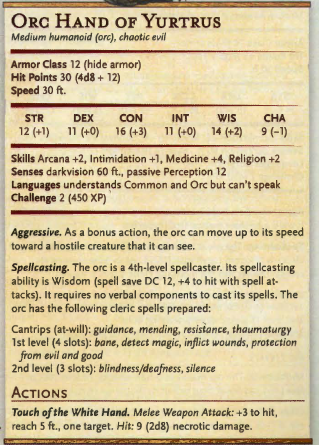 Orc Hand of Yurtrus
Medium humanoid (orc), chaotic evil
Armor Class 12 (hide armor)
Hit Points 30 (4d8 + 12)
Speed 30 ft.
STR DEX CON INT WIS CHA
12 (+1) 11 (+0) 16 (+3) 11 (+0) 14 (+2) 9 (−1)
Skills Arcana +2, Intimidation +1, Medicine +4, Religion +2
Senses darkvision 60 ft., passive Perception 12
Languages understands Common and Orc but can't speak
Challenge 2 (450 XP)
Aggressive. As a bonus action, the orc can move up to its speed
toward a hostile creature that it can see.
Spellcasting. The orc is a 4th-level spellcaster. Its spellcasting
ability is Wisdom (spell save DC 12, +4 to hit with spell at-
tacks). It requires no verbal components to cast its spells. The
orc has the following cleric spells prepared:
Cantrips (at-will): guidance, mending, resistance, thaumaturgy
1st level (4 slots): bane, detect magic, inflict wounds, protection
from evil and good
2nd level (3 slots): blindness/deafness, silence
Actions
Touch of the White Hand. Melee Weapon Attack: +3 to hit,
reach 5 ft., one target. Hit: 9 (2d8) necrotic damage.